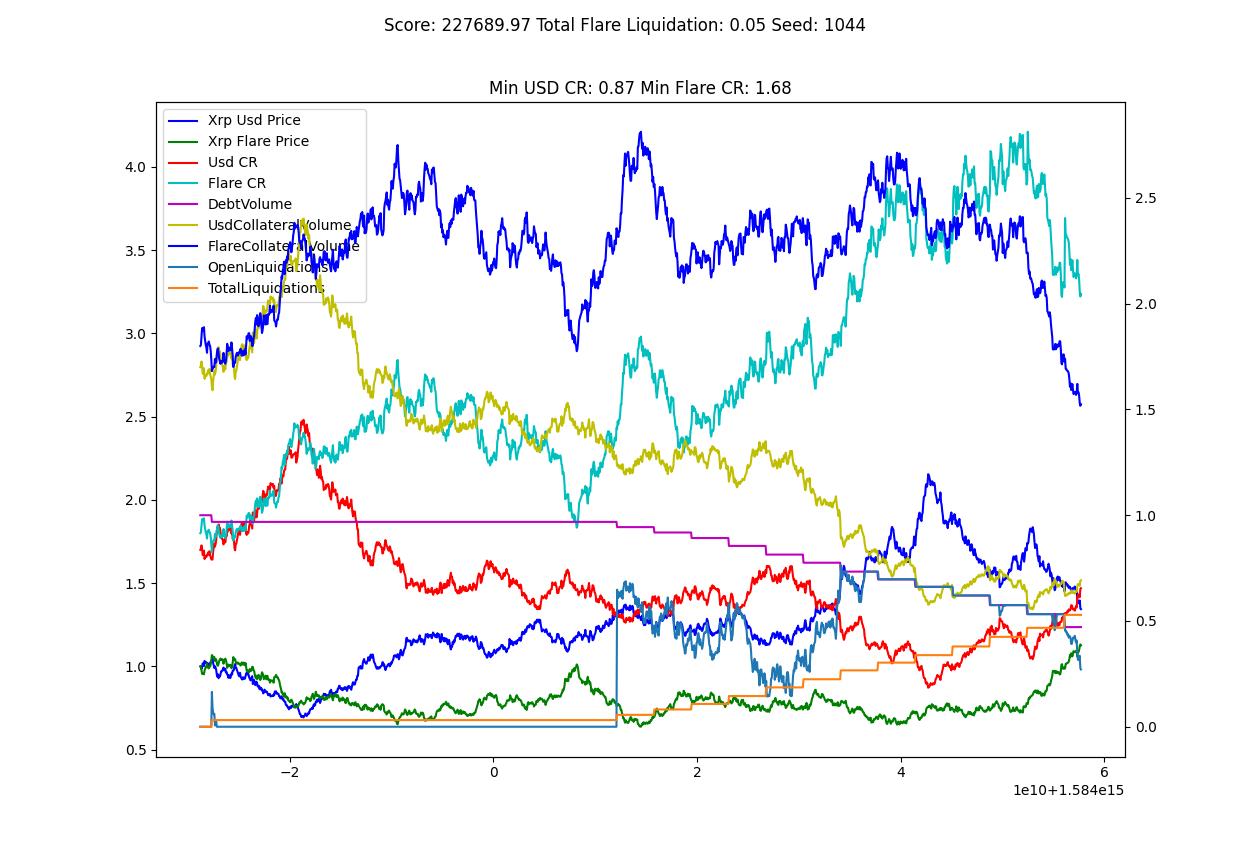 Score: 227689.97 Total Flare Liquidation: 0.05 Seed: 1044
Min USD CR: 0.87 Min Flare CR: 1.68
Xrp Usd Price
Xrp Flare Price
Usd CR
Flare CR
DebtVolume
UsdCollateralVolume
FlareCollateralVolume
OpenLiquidations
TotalLiquidations
4.0
3.5
3.0
2.5
2.0
1.5
1.0
0.5
2.5
2.0
1.5
1.0
0.5
0.0
−2 0 2 4 6
1e10+1.584e15